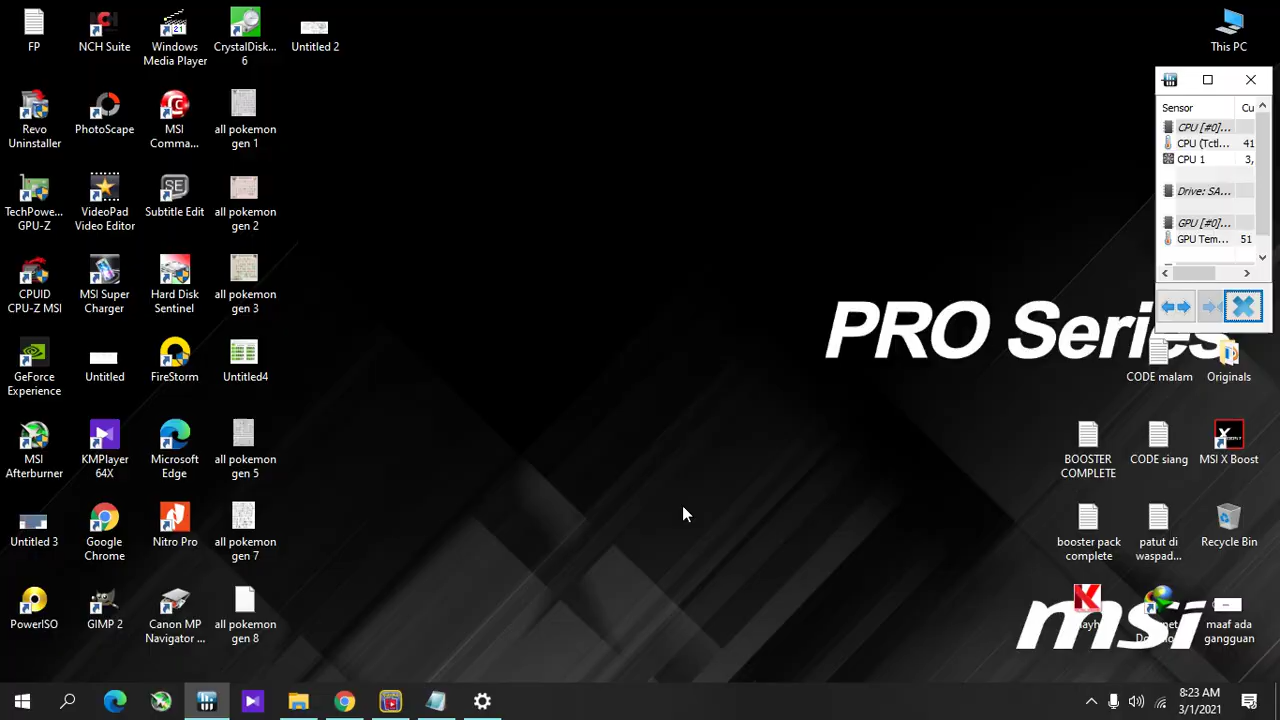 FP
NCH Suite
Windows
Media Player
CrystalDisk...
6
Untitled 2
This PC
Revo
Uninstaller
PhotoScape
MSI
Comma...
all pokemon
gen 1
TechPowe...
GPU-Z
VideoPad
Video Editor
Subtitle Edit
all pokemon
gen 2
CPUID
CPU-Z MSI
MSI Super
Charger
Hard Disk
Sentinel
all pokemon
gen 3
GeForce
Experience
Untitled
FireStorm
Untitled4
MSI
Afterburner
KMPlayer
64X
Microsoft
Edge
all pokemon
gen 5
Untitled 3
Google
Chrome
Nitro Pro
all pokemon
gen 7
PowerISO
GIMP 2
Canon MP
Navigator ...
all pokemon
gen 8
Sensor Cu
CPU [#0]...
CPU (Tctl... 41
CPU 1 3,
Drive: SA...
GPU [#0]...
GPU Tem... 51
PRO Series
CODE malam
Originals
BOOSTER
COMPLETE
CODE siang
MSI X Boost
booster pack
complete
patut di
waspad...
Recycle Bin
maaf ada
gangguan
msi
8:23 AM
3/1/2021